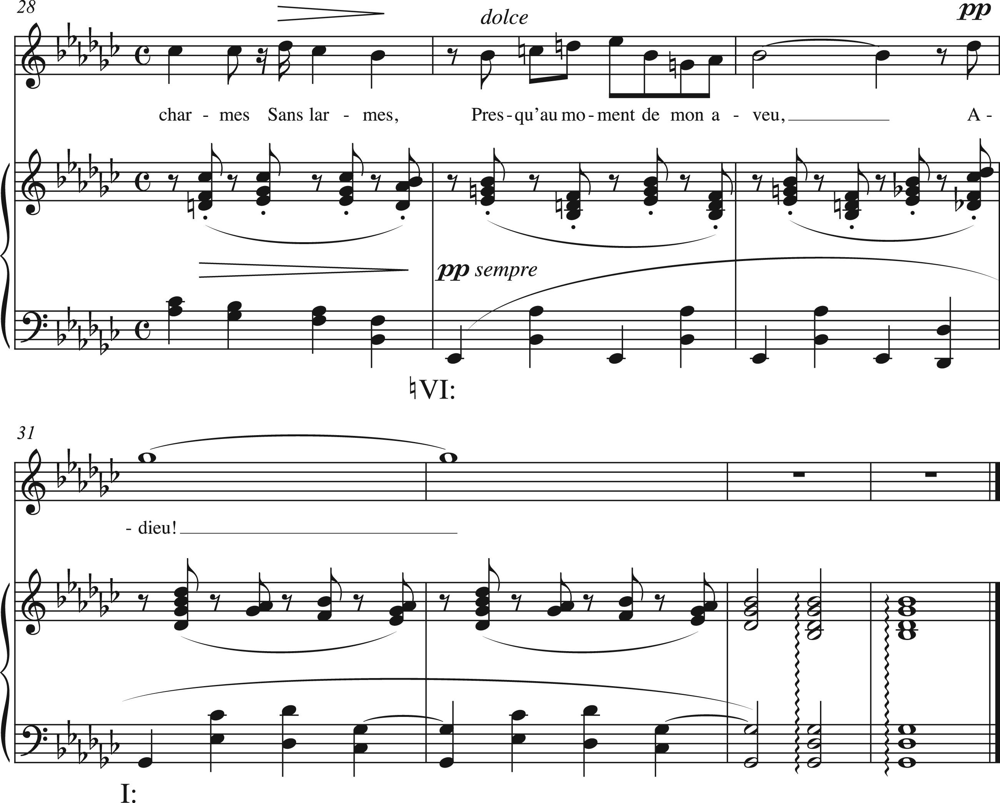 28
dolce
pp
char - mes Sans lar - mes, Pres - qu’au mo - ment de mon a - veu, A -
pp sempre
♮VI:
31
- dieu!
I: